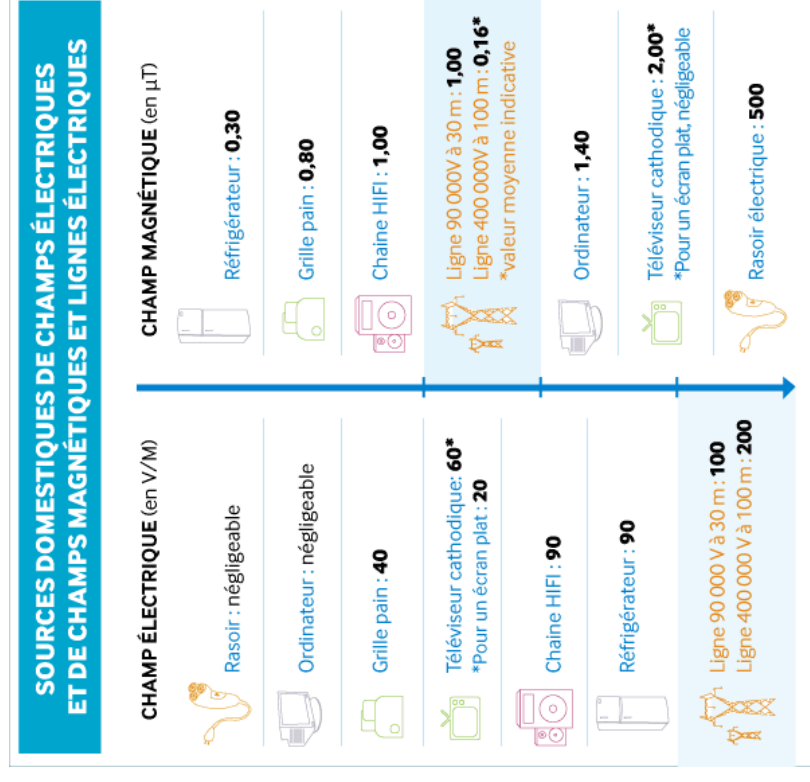 SOURCES DOMESTIQUES DE CHAMPS ÉLECTRIQUES
ET DE CHAMPS MAGNÉTIQUES ET LIGNES ÉLECTRIQUES
CHAMP ÉLECTRIQUE (en V/M)
Rasoir : négligeable
Ordinateur : négligeable
Grille pain : 40
Téléviseur cathodique: 60*
*Pour un écran plat : 20
Chaine HIFI : 90
Réfrigérateur : 90
Ligne 90 000 V à 30 m : 100
Ligne 400 000 V à 100 m : 200
CHAMP MAGNÉTIQUE (en µT)
Réfrigérateur : 0,30
Grille pain : 0,80
Chaine HIFI : 1,00
Ligne 90 000V à 30 m : 1,00
Ligne 400 000V à 100 m : 0,16*
*valeur moyenne indicative
Ordinateur : 1,40
Téléviseur cathodique : 2,00*
*Pour un écran plat, négligeable
Rasoir électrique : 500